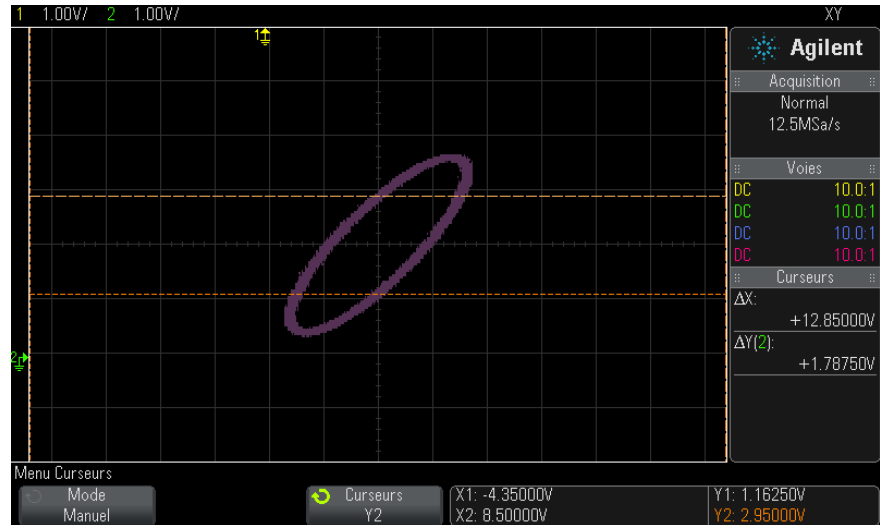 1 1.00V/ 2 1.00V/ XY
1
Agilent
Acquisition
Normal
12.5MSa/s
Voies
DC 10.0:1
DC 10.0:1
DC 10.0:1
DC 10.0:1
Curseurs
ΔX:
+12.85000V
ΔY(2):
+1.78750V
2
Menu Curseurs
Mode
Manuel
Curseurs
Y2
X1: -4.35000V
X2: 8.50000V
Y1: 1.16250V
Y2: 2.95000V